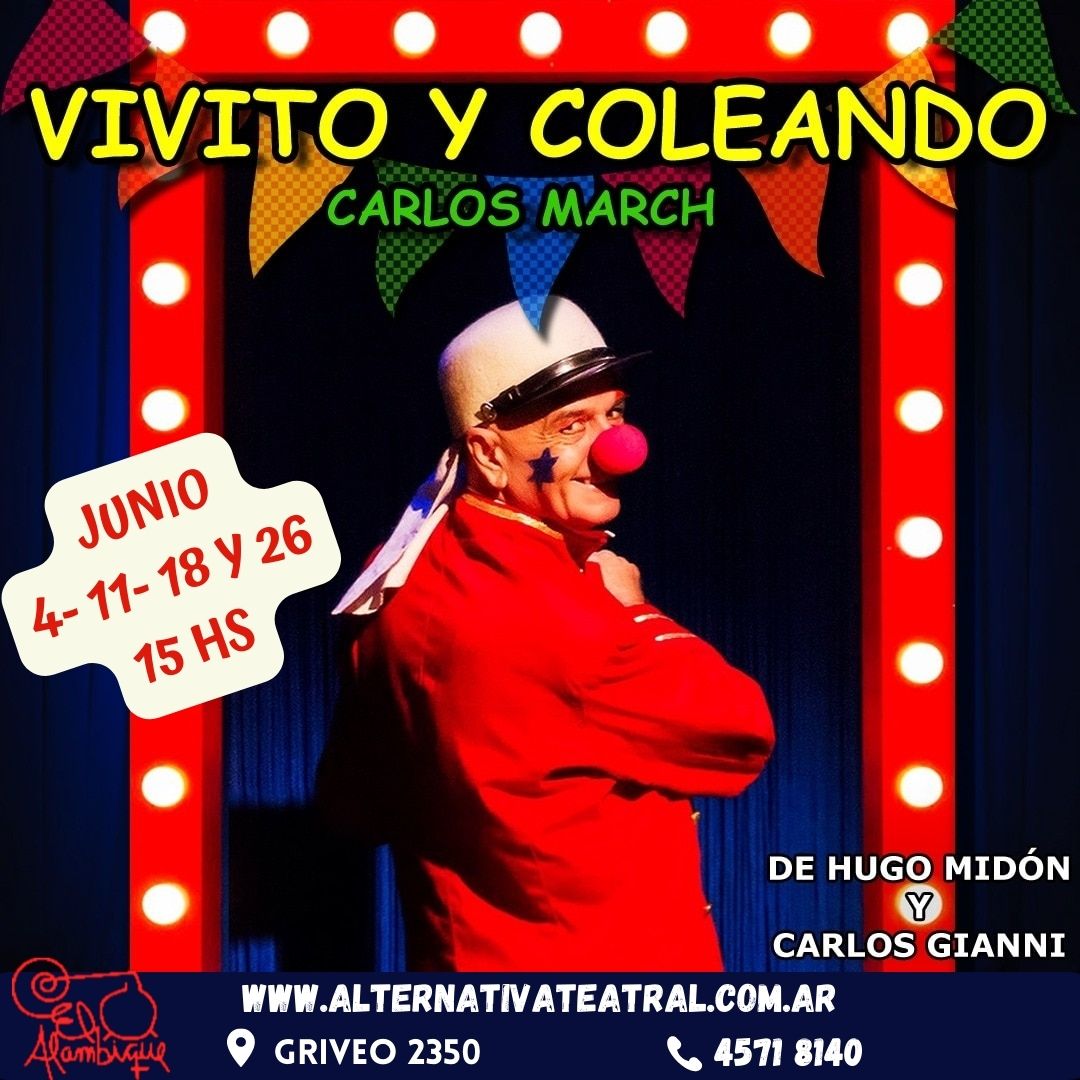 VIVITO Y COLEANDO
CARLOS MARCH
JUNIO
4- 11- 18 Y 26
15 HS
DE HUGO MIDÓN
Y
CARLOS GIANNI
El
Alambique
WWW.ALTERNATIVATEATRAL.COM.AR
GRIVEO 2350
4571 8140